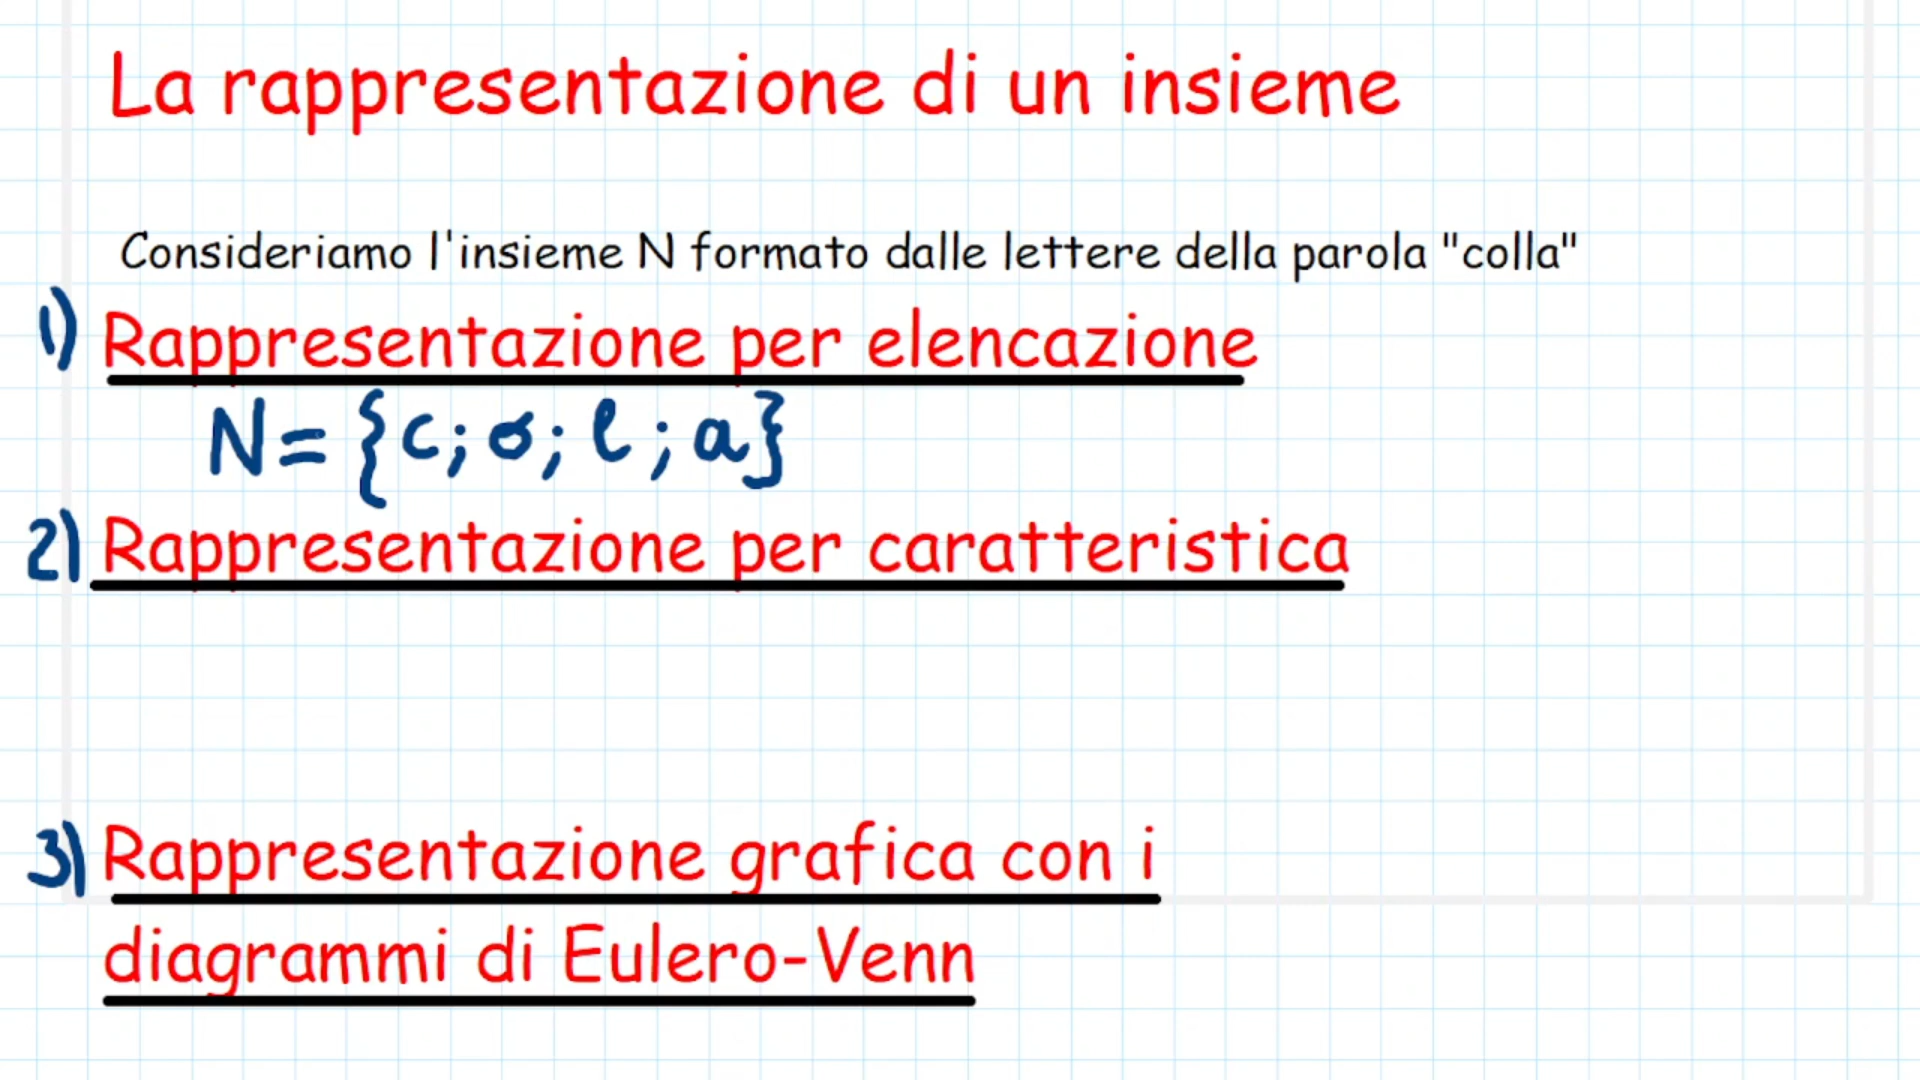 La rappresentazione di un insieme
Consideriamo l'insieme N formato dalle lettere della parola "colla"
1) Rappresentazione per elencazione
N={c;o;l;a}
2) Rappresentazione per caratteristica
3) Rappresentazione grafica con i
diagrammi di Eulero-Venn